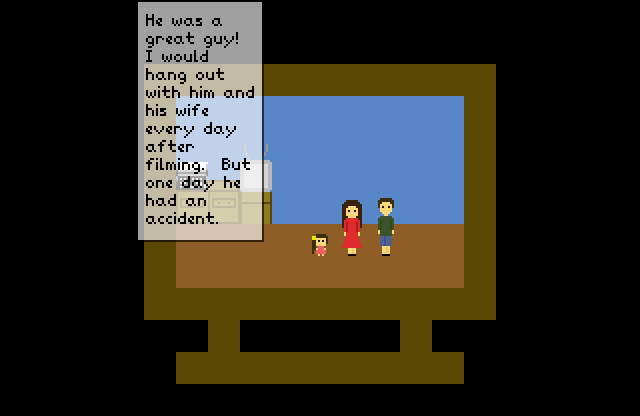 He was a
great guy!
I would
hang out
with him and
his wife
every day
after
filming.  But
one day he
had an
accident.